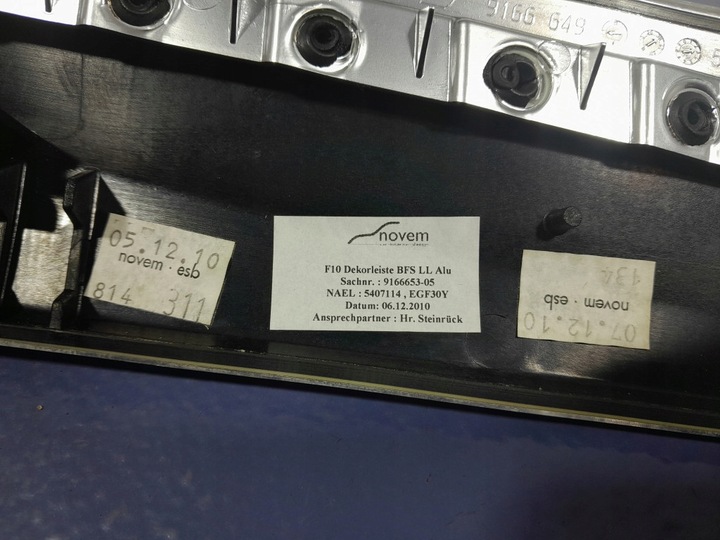 9166 649
05.12.10
novem · esb
814 311
novem
F10 Dekorleiste BFS LL Alu
Sachnr. : 9166653-05
NAEL : 5407114 , EGF30Y
Datum: 06.12.2010
Ansprechpartner : Hr. Steinrück
07.12.10
novem · esb
134